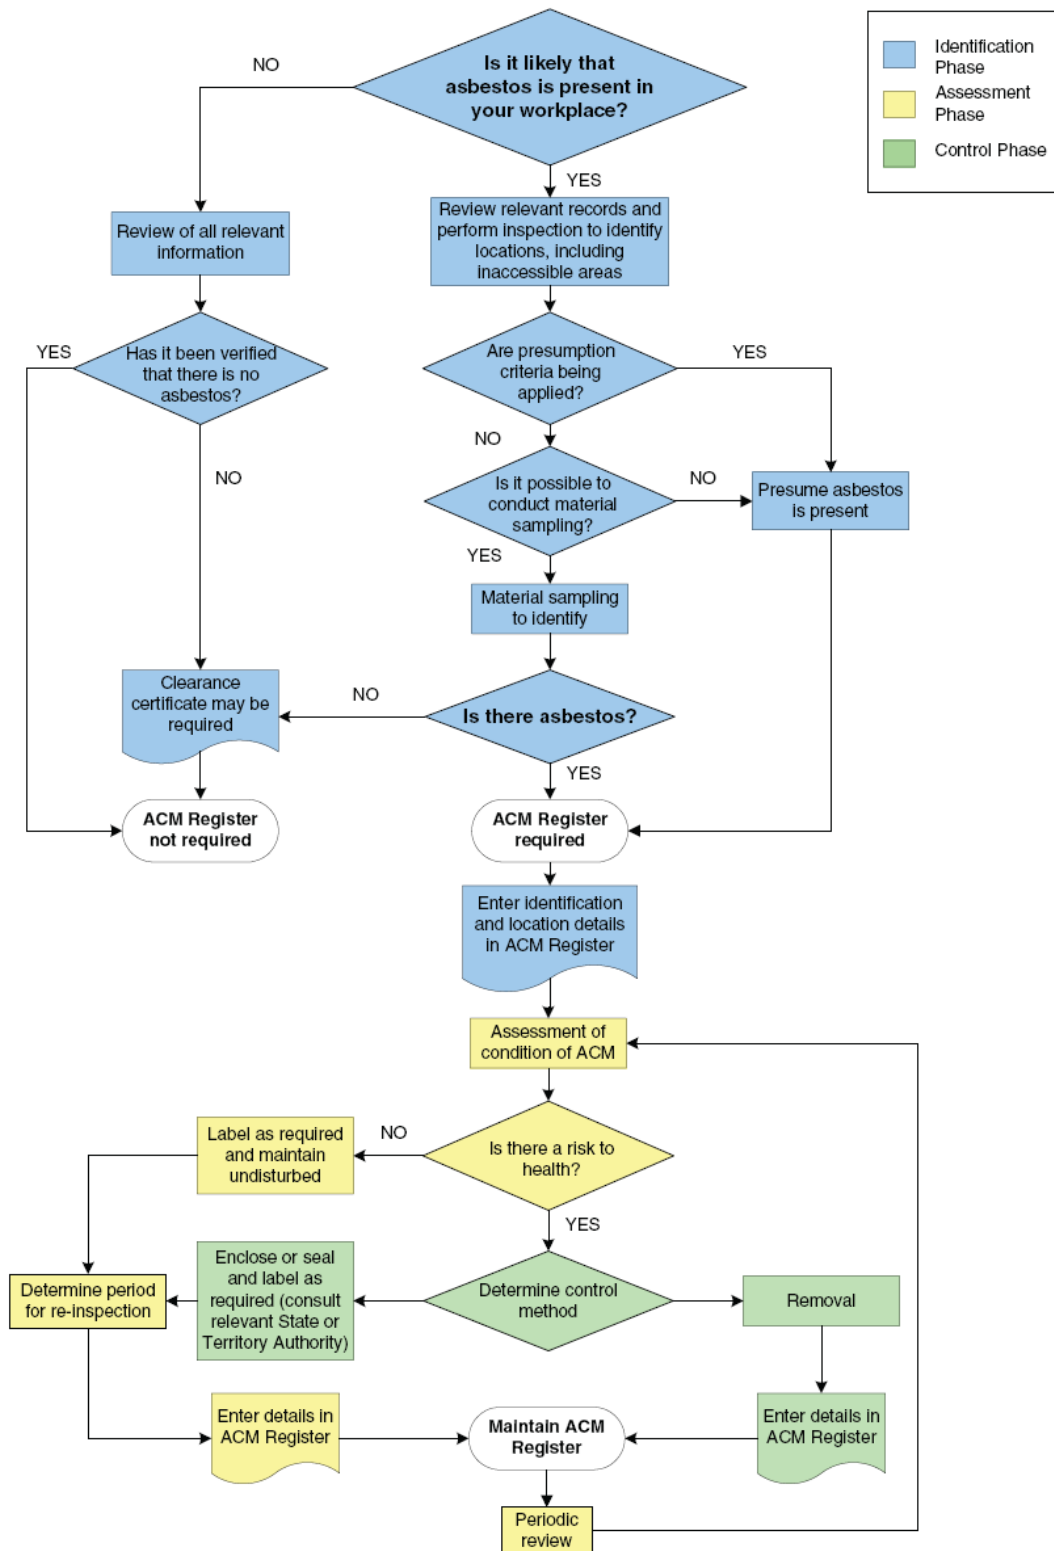 Is it likely that
asbestos is present in
your workplace?
NO
YES
Identification
Phase
Assessment
Phase
Control Phase
Review of all relevant
information
Review relevant records and
perform inspection to identify
locations, including
inaccessible areas
YES
Has it been verified
that there is no
asbestos?
NO
Are presumption
criteria being
applied?
YES
NO
Is it possible to
conduct material
sampling?
NO
Presume asbestos
is present
YES
Material sampling
to identify
Clearance
certificate may be
required
NO
Is there asbestos?
YES
ACM Register
not required
ACM Register
required
Enter identification
and location details
in ACM Register
Assessment of
condition of ACM
Label as required
and maintain
undisturbed
NO
Is there a risk to
health?
YES
Determine period
for re-inspection
Enclose or seal
and label as
required (consult
relevant State or
Territory Authority)
Determine control
method
Removal
Enter details in
ACM Register
Maintain ACM
Register
Enter details in
ACM Register
Periodic
review